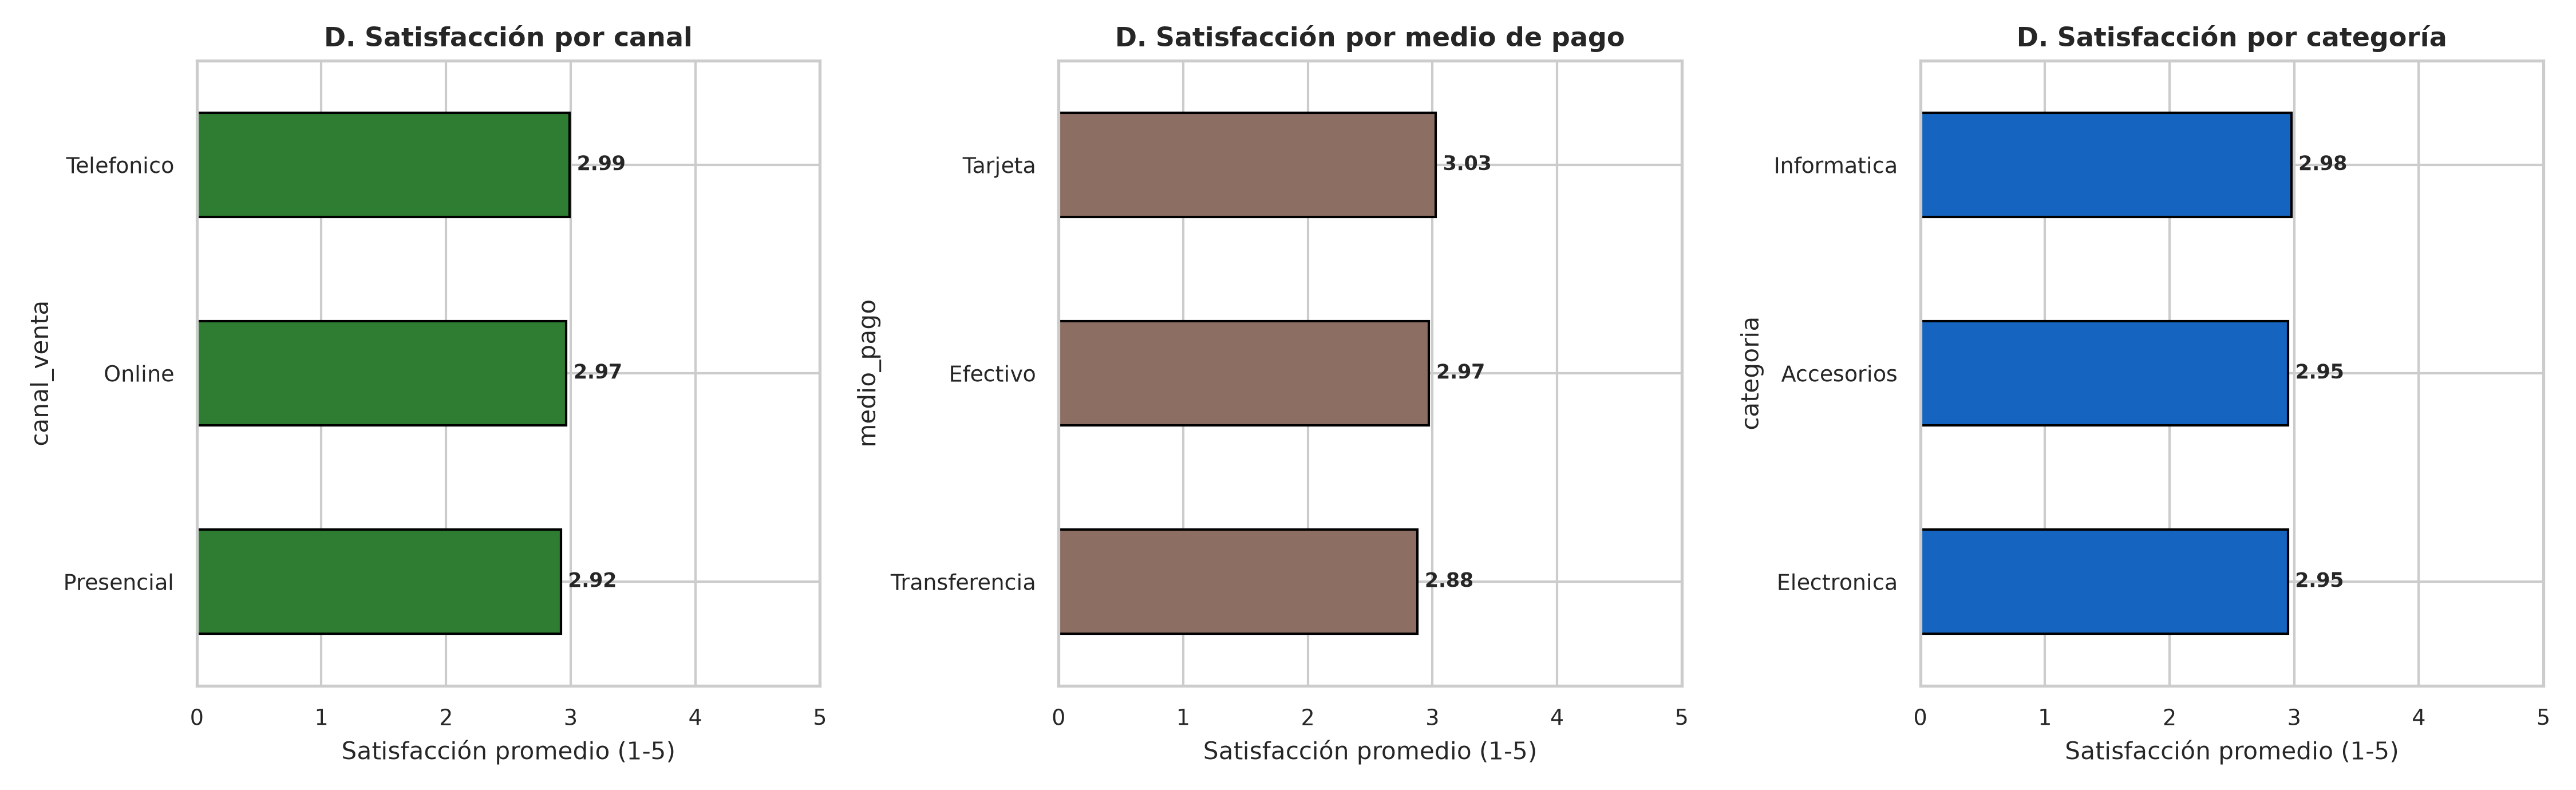 D. Satisfacción por canal
canal_venta
Telefonico
2.99
Online
2.97
Presencial
2.92
0 1 2 3 4 5
Satisfacción promedio (1-5)
D. Satisfacción por medio de pago
medio_pago
Tarjeta
3.03
Efectivo
2.97
Transferencia
2.88
0 1 2 3 4 5
Satisfacción promedio (1-5)
D. Satisfacción por categoría
categoria
Informatica
2.98
Accesorios
2.95
Electronica
2.95
0 1 2 3 4 5
Satisfacción promedio (1-5)